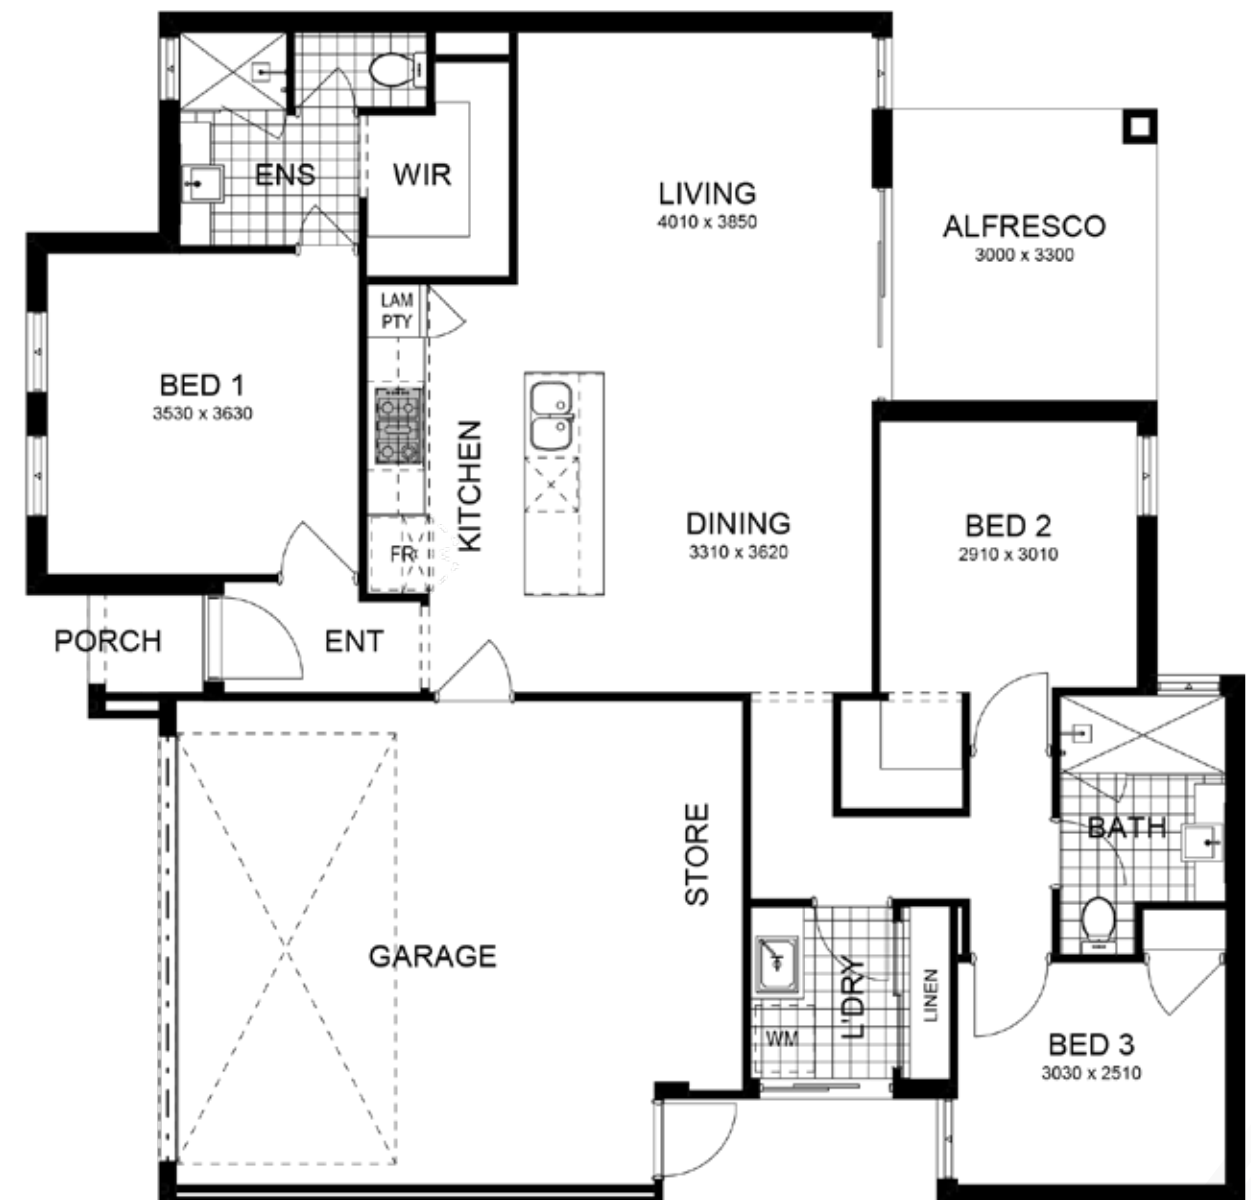 ENS
WIR
LIVING
4010 x 3850
ALFRESCO
3000 x 3300
LAM
PTY
BED 1
3530 x 3630
KITCHEN
FR
DINING
3310 x 3620
BED 2
2910 x 3010
PORCH
ENT
STORE
BATH
GARAGE
L'DRY
LINEN
WM
BED 3
3030 x 2510